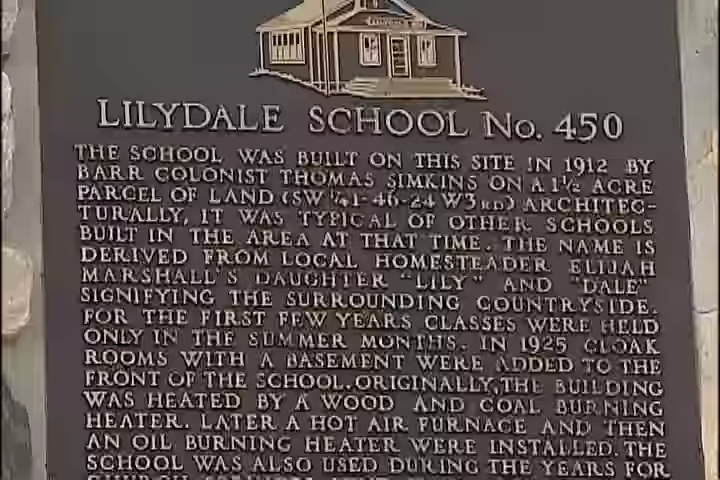 LILYDALE SCHOOL No. 450
THE SCHOOL WAS BUILT ON THIS SITE IN 1912 BY
BARR COLONIST THOMAS SIMKINS ON A 1½ ACRE
PARCEL OF LAND (SW ¼-41-46-24 W3RD) ARCHITEC-
TURALLY, IT WAS TYPICAL OF OTHER SCHOOLS
BUILT IN THE AREA AT THAT TIME. THE NAME IS
DERIVED FROM LOCAL HOMESTEADER ELIJAH
MARSHALL'S DAUGHTER "LILY" AND "DALE"
SIGNIFYING THE SURROUNDING COUNTRYSIDE.
FOR THE FIRST FEW YEARS CLASSES WERE HELD
ONLY IN THE SUMMER MONTHS. IN 1925 CLOAK
ROOMS WITH A BASEMENT WERE ADDED TO THE
FRONT OF THE SCHOOL. ORIGINALLY, THE BUILDING
WAS HEATED BY A WOOD AND COAL BURNING
HEATER. LATER A HOT AIR FURNACE AND THEN
AN OIL BURNING HEATER WERE INSTALLED. THE
SCHOOL WAS ALSO USED DURING THE YEARS FOR
CHURCH